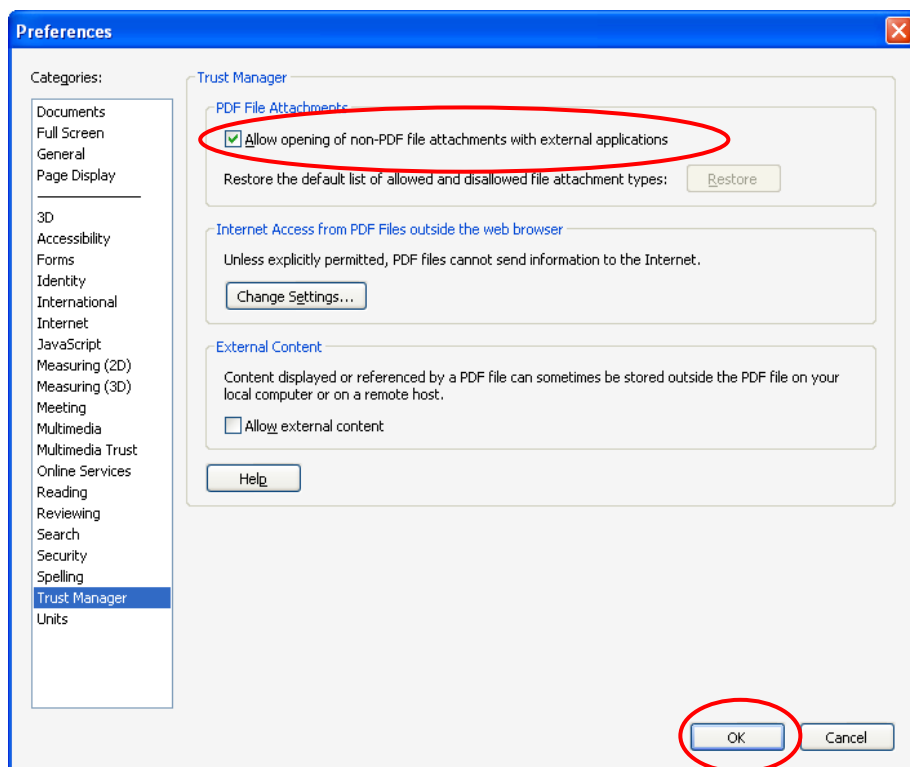 Preferences
Categories:
Documents
Full Screen
General
Page Display
3D
Accessibility
Forms
Identity
International
Internet
JavaScript
Measuring (2D)
Measuring (3D)
Meeting
Multimedia
Multimedia Trust
Online Services
Reading
Reviewing
Search
Security
Spelling
Trust Manager
Units
Trust Manager
PDF File Attachments
Allow opening of non-PDF file attachments with external applications
Restore the default list of allowed and disallowed file attachment types: Restore
Internet Access from PDF Files outside the web browser
Unless explicitly permitted, PDF files cannot send information to the Internet.
Change Settings...
External Content
Content displayed or referenced by a PDF file can sometimes be stored outside the PDF file on your
local computer or on a remote host.
Allow external content
Help
OK Cancel